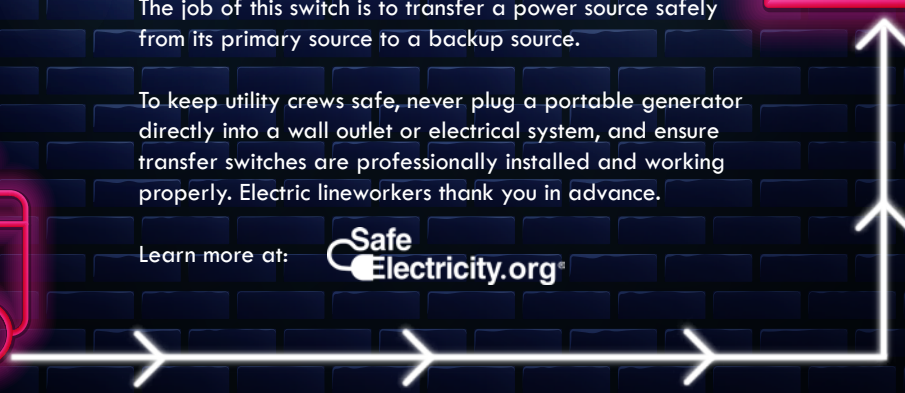 The job of this switch is to transfer a power source safely
from its primary source to a backup source.
To keep utility crews safe, never plug a portable generator
directly into a wall outlet or electrical system, and ensure
transfer switches are professionally installed and working
properly. Electric lineworkers thank you in advance.
Learn more at:
Safe
Electricity.org®